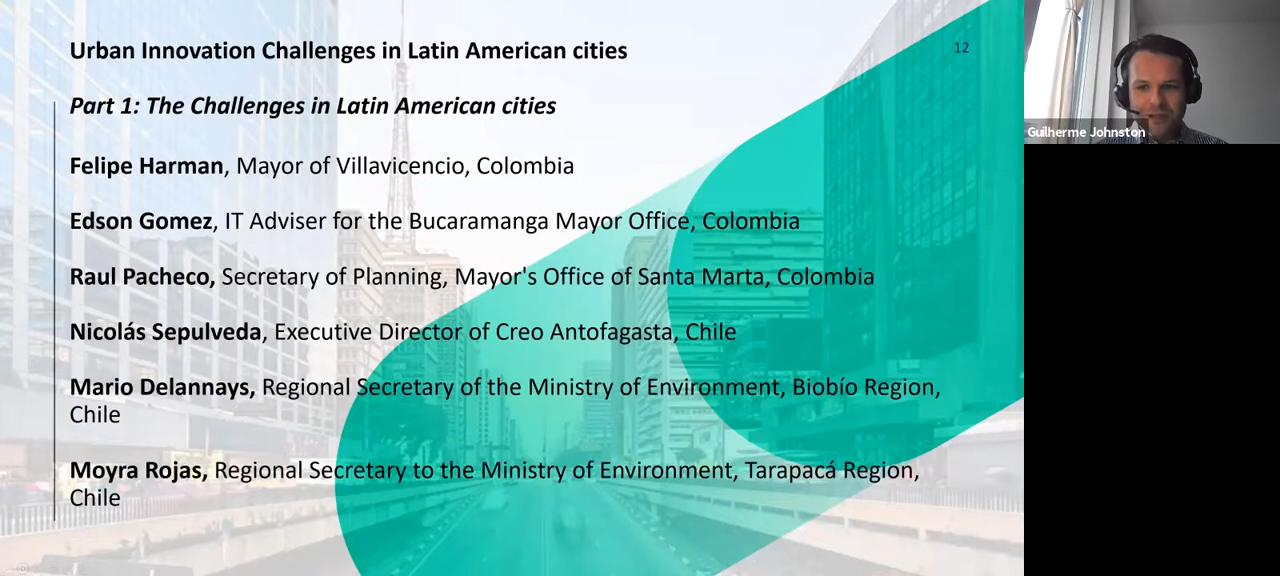 Urban Innovation Challenges in Latin American cities
12
Part 1: The Challenges in Latin American cities
Felipe Harman, Mayor of Villavicencio, Colombia
Edson Gomez, IT Adviser for the Bucaramanga Mayor Office, Colombia
Raul Pacheco, Secretary of Planning, Mayor's Office of Santa Marta, Colombia
Nicolás Sepulveda, Executive Director of Creo Antofagasta, Chile
Mario Delannays, Regional Secretary of the Ministry of Environment, Biobío Region,
Chile
Moyra Rojas, Regional Secretary to the Ministry of Environment, Tarapacá Region,
Chile
Guilherme Johnston